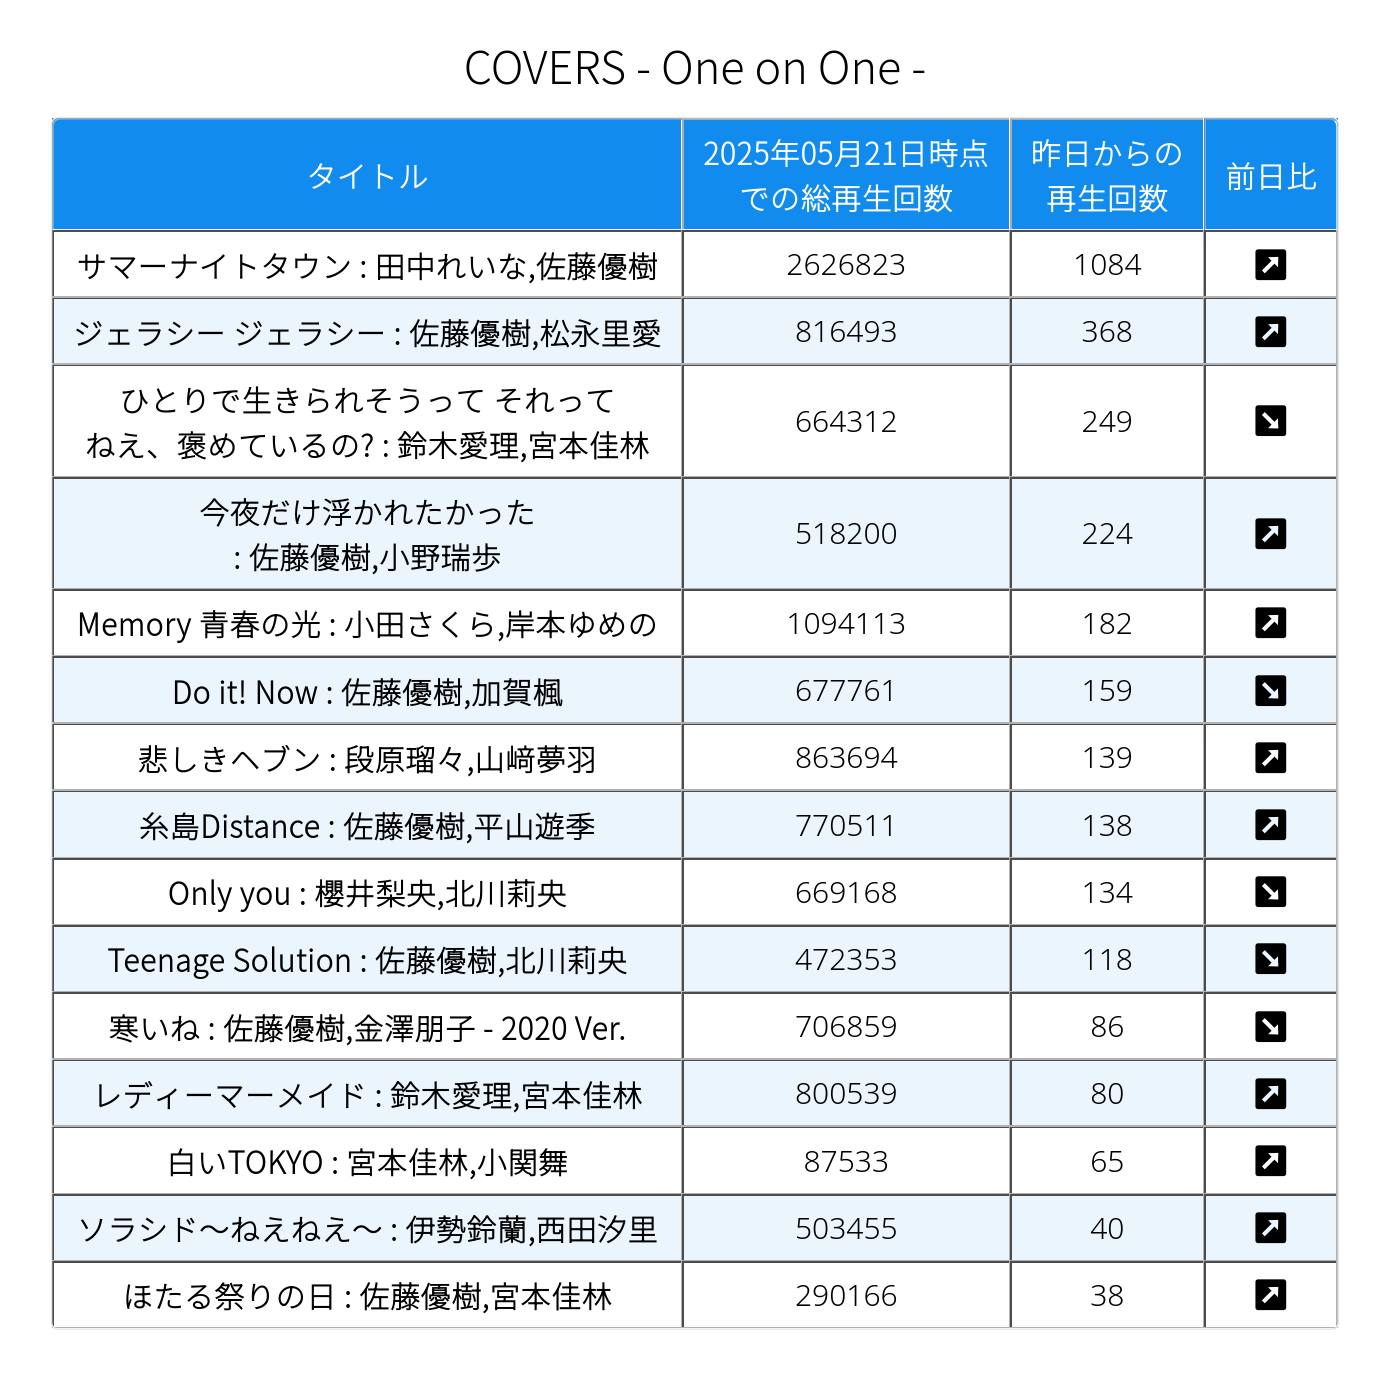 COVERS - One on One -
タイトル
2025年05月21日時点
での総再生回数
昨日からの
再生回数
前日比
サマーナイトタウン : 田中れいな,佐藤優樹
2626823
1084
ジェラシー ジェラシー : 佐藤優樹,松永里愛
816493
368
ひとりで生きられそうって それって
ねえ、褒めているの? : 鈴木愛理,宮本佳林
664312
249
今夜だけ浮かれたかった
: 佐藤優樹,小野瑞歩
518200
224
Memory 青春の光 : 小田さくら,岸本ゆめの
1094113
182
Do it! Now : 佐藤優樹,加賀楓
677761
159
悲しきヘブン : 段原瑠々,山﨑夢羽
863694
139
糸島Distance : 佐藤優樹,平山遊季
770511
138
Only you : 櫻井梨央,北川莉央
669168
134
Teenage Solution : 佐藤優樹,北川莉央
472353
118
寒いね : 佐藤優樹,金澤朋子 - 2020 Ver.
706859
86
レディーマーメイド : 鈴木愛理,宮本佳林
800539
80
白いTOKYO : 宮本佳林,小関舞
87533
65
ソラシド〜ねえねえ〜 : 伊勢鈴蘭,西田汐里
503455
40
ほたる祭りの日 : 佐藤優樹,宮本佳林
290166
38